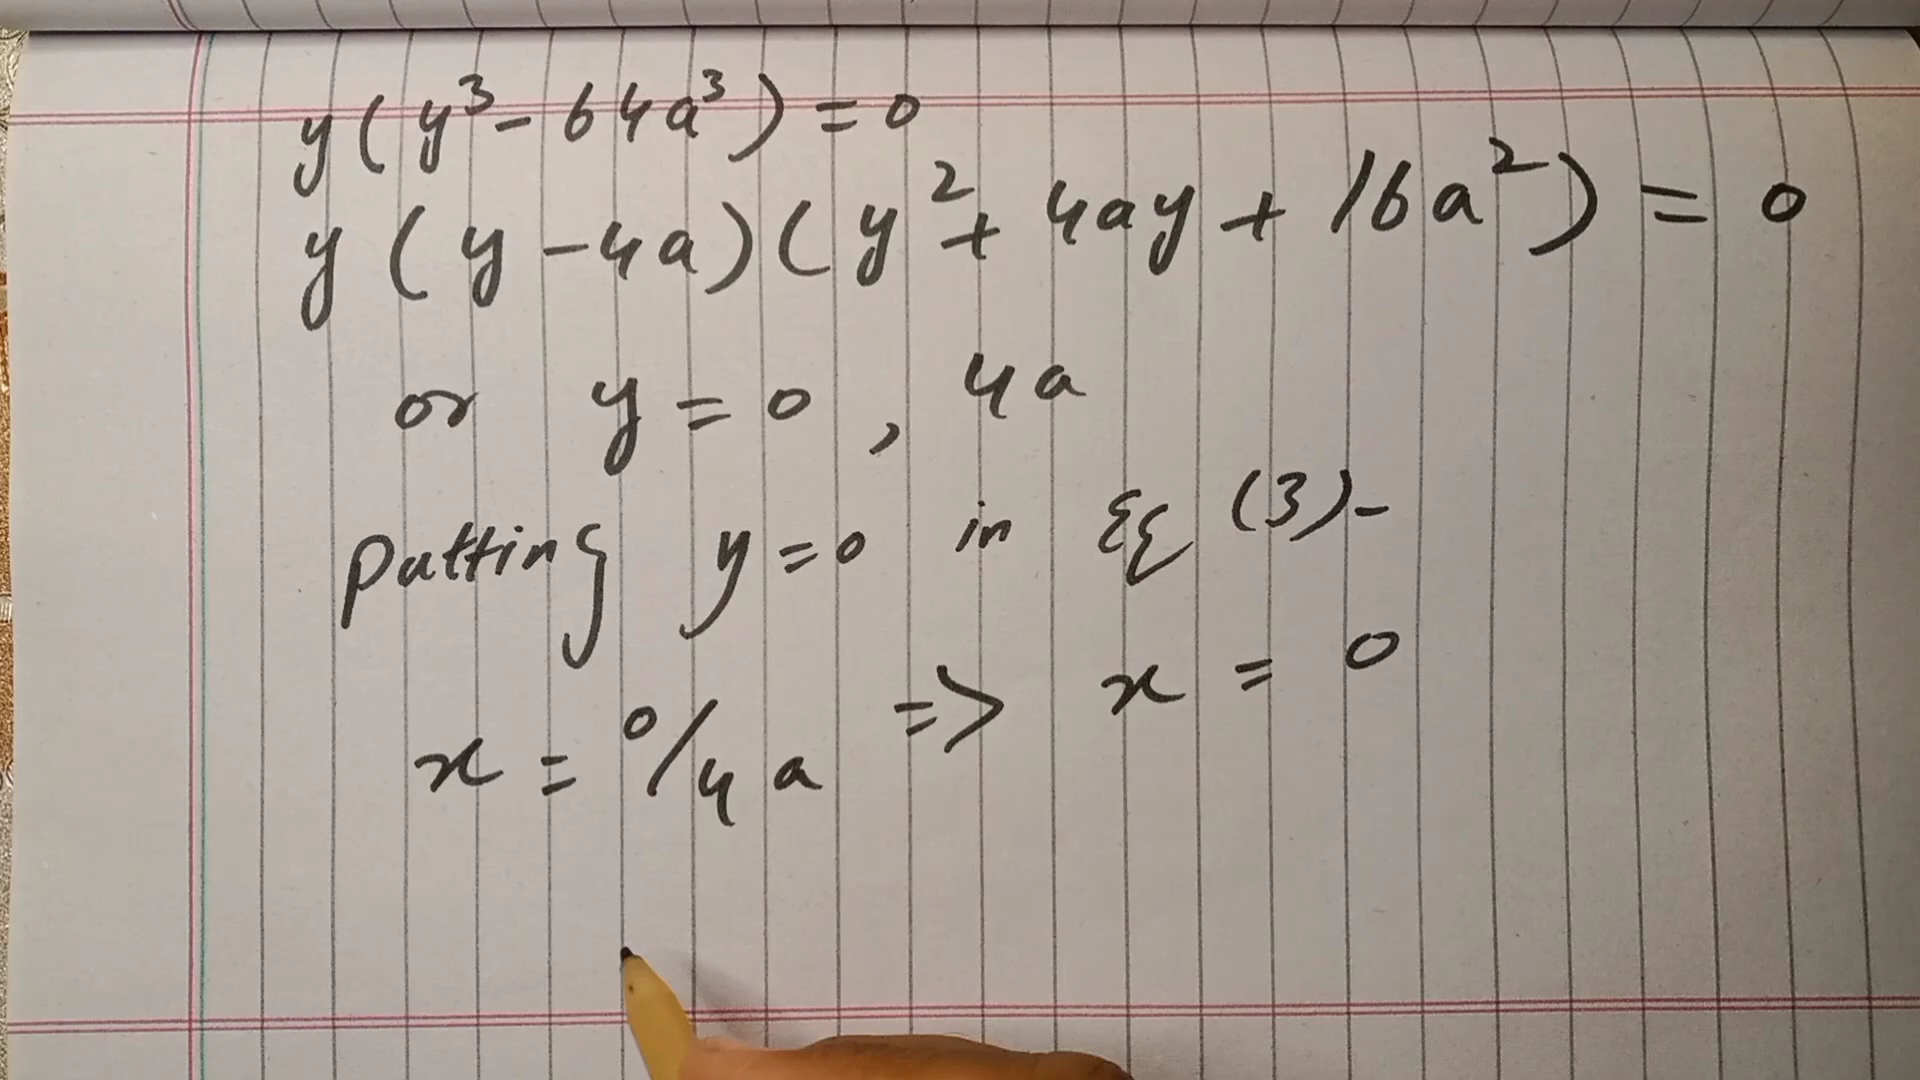 y(y³-64a³)=0
y(y-4a)(y²+4ay+16a²)=0
or y=0, 4a
Putting y=0 in Eq (3)-
x=0/4a => x=0